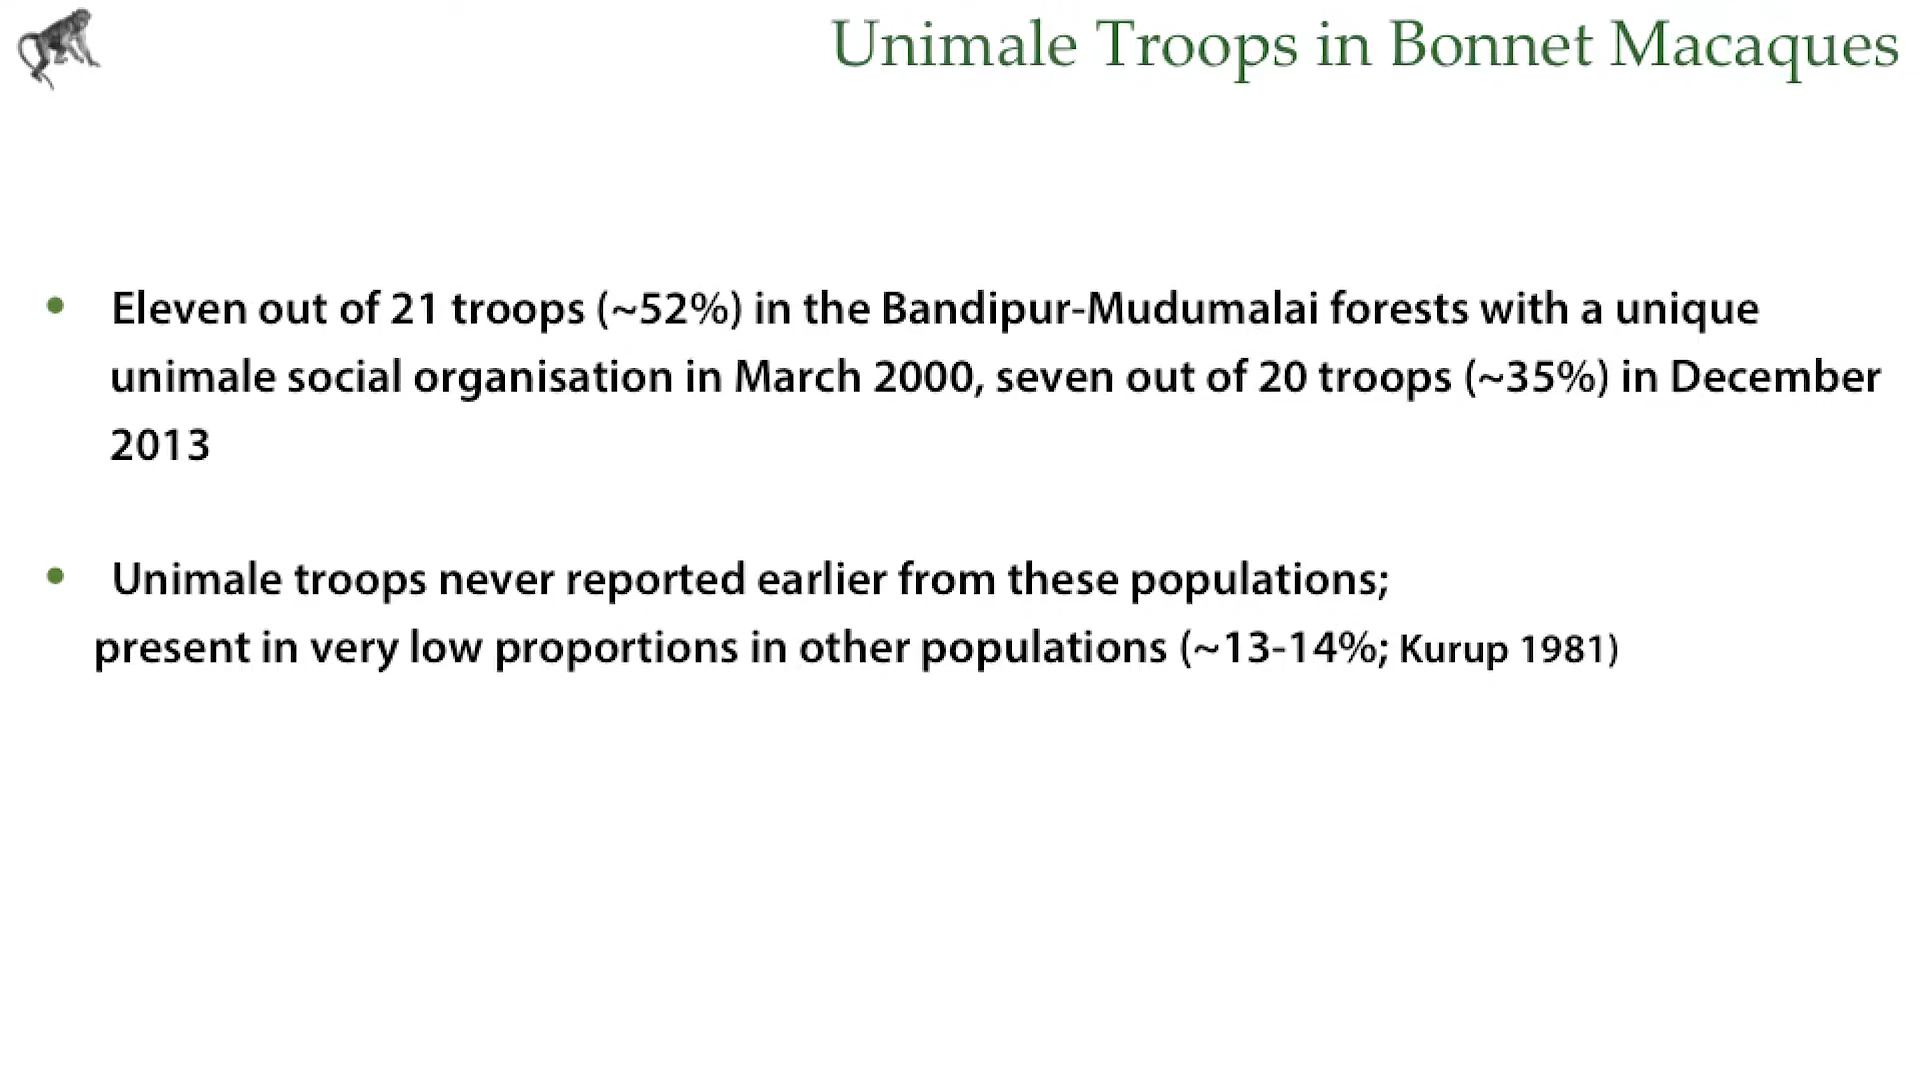 Unimale Troops in Bonnet Macaques
• Eleven out of 21 troops (~52%) in the Bandipur-Mudumalai forests with a unique
unimale social organisation in March 2000, seven out of 20 troops (~35%) in December
2013
• Unimale troops never reported earlier from these populations;
present in very low proportions in other populations (~13-14%; Kurup 1981)